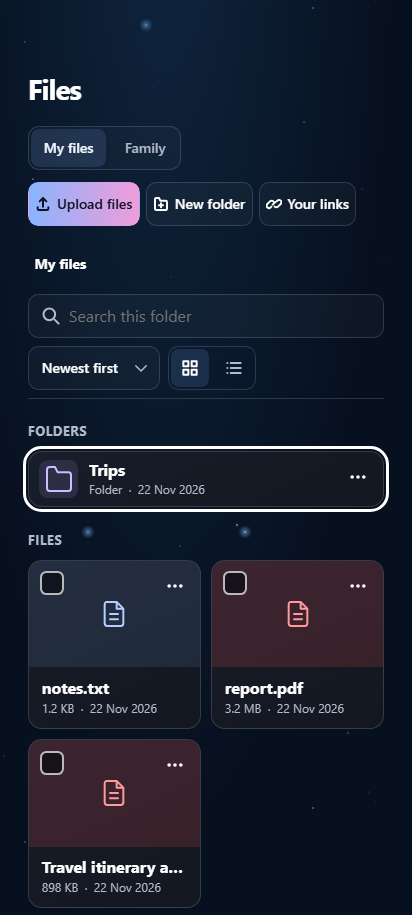 Files
My files
Family
Upload files
New folder
Your links
My files
Search this folder
Newest first
FOLDERS
Trips
Folder · 22 Nov 2026
FILES
notes.txt
1.2 KB · 22 Nov 2026
report.pdf
3.2 MB · 22 Nov 2026
Travel itinerary a...
898 KB · 22 Nov 2026